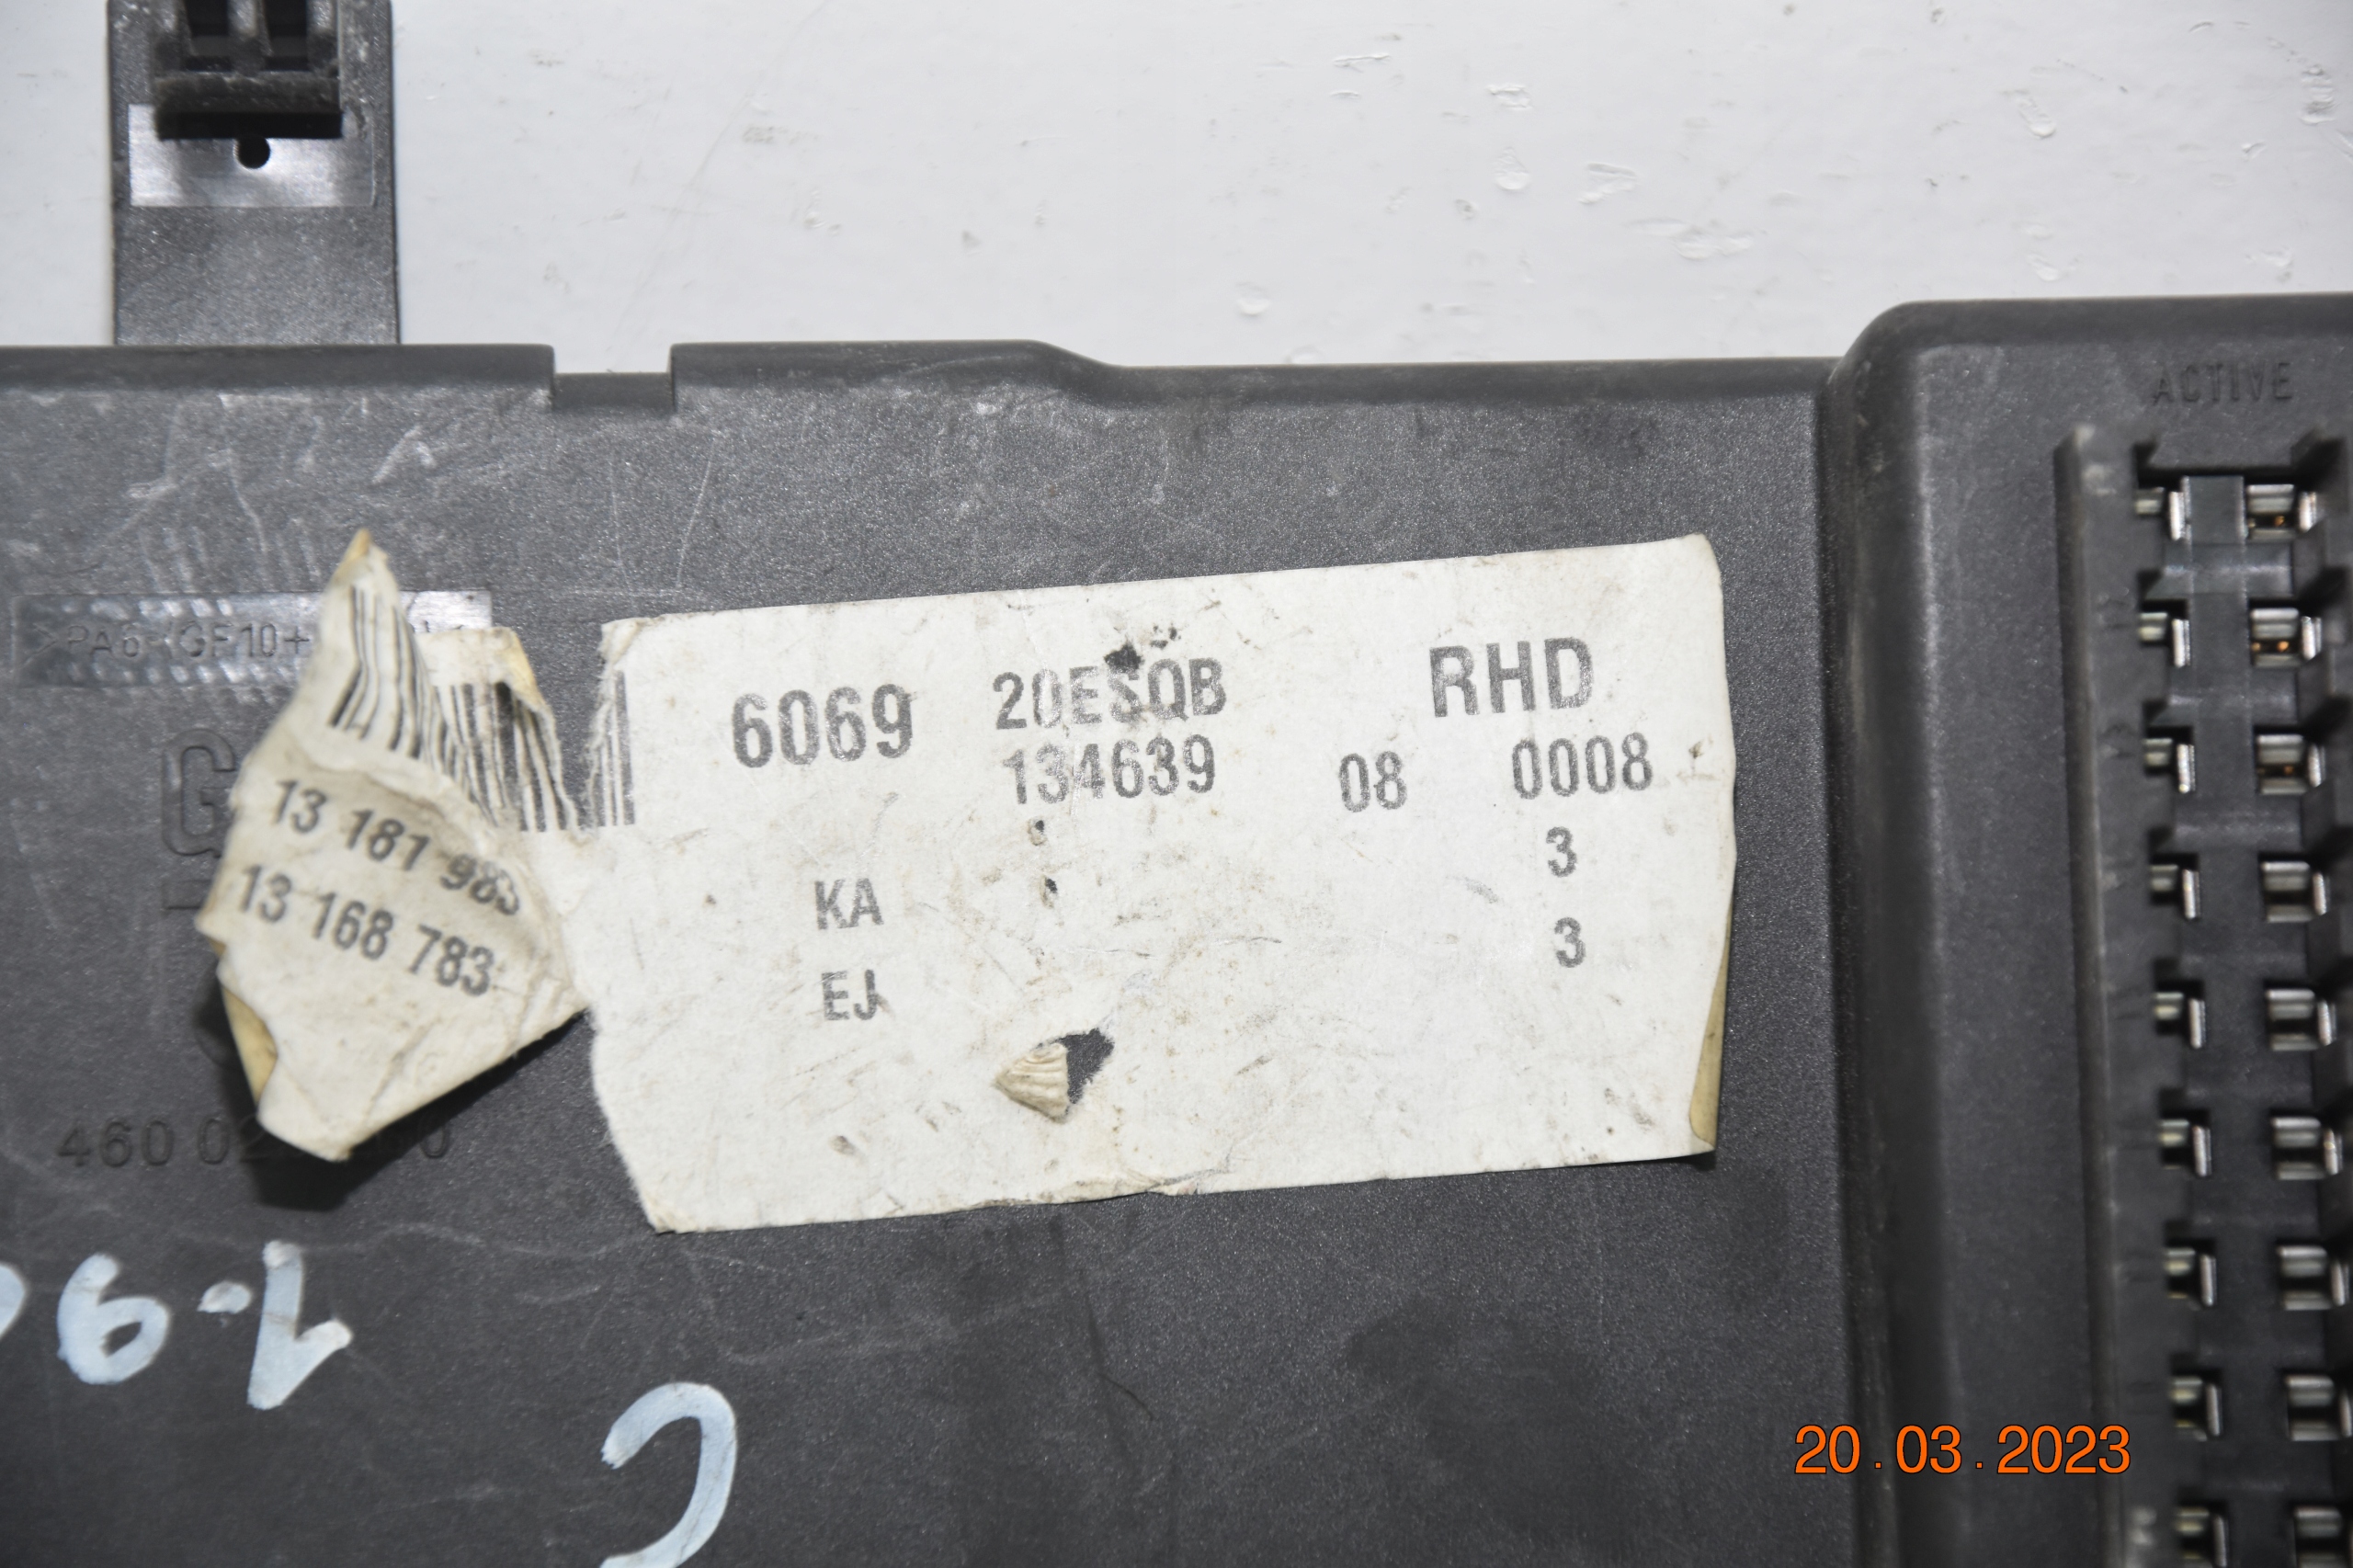 ACTIVE
6069 20ESQB RHD
134639 08 0008
3
KA
3
EJ
13 181 983
13 168 783
460
20.03.2023